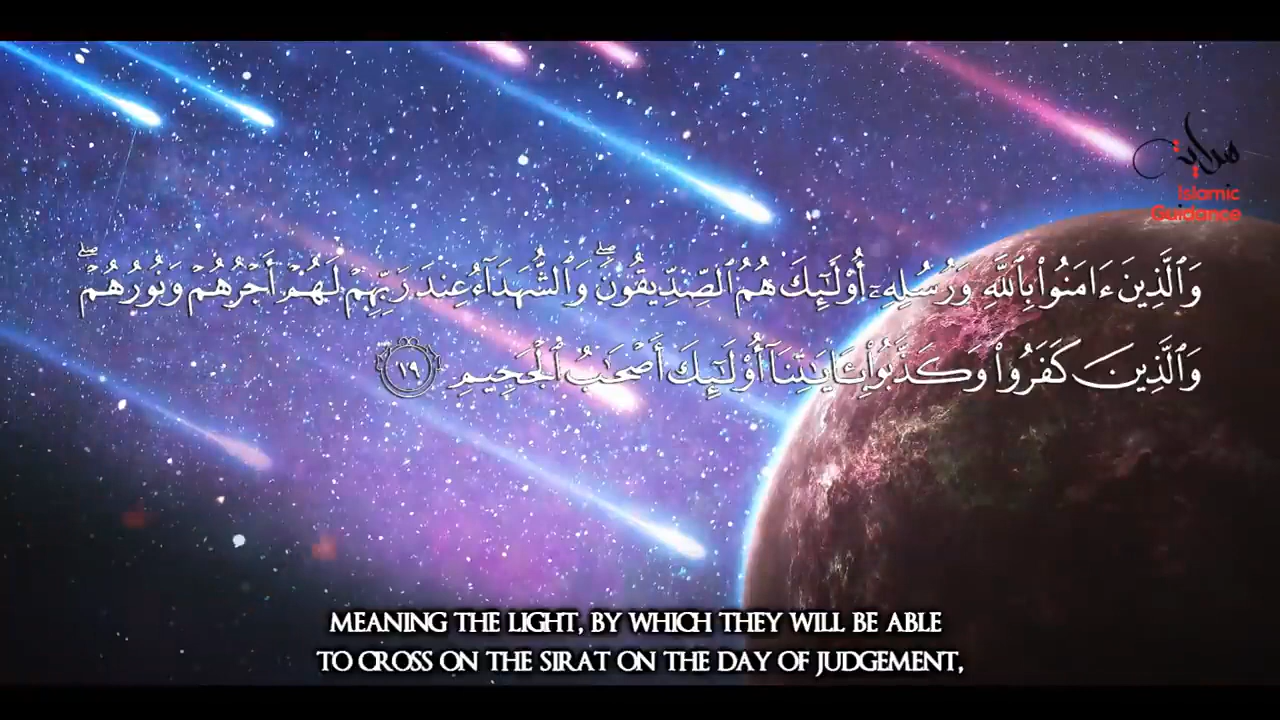 هداية
Islamic
Guidance
وَٱلَّذِينَ ءَامَنُوا۟ بِٱللَّهِ وَرُسُلِهِۦٓ أُو۟لَـٰٓئِكَ هُمُ ٱلصِّدِّيقُونَ ۖ وَٱلشُّهَدَآءُ عِندَ رَبِّهِمْ لَهُمْ أَجْرُهُمْ وَنُورُهُمْ ۖ
وَٱلَّذِينَ كَفَرُوا۟ وَكَذَّبُوا۟ بِـَٔايَـٰتِنَآ أُو۟لَـٰٓئِكَ أَصْحَـٰبُ ٱلْجَحِيمِ ١٩
MEANING THE LIGHT, BY WHICH THEY WILL BE ABLE
TO CROSS ON THE SIRAT ON THE DAY OF JUDGEMENT,